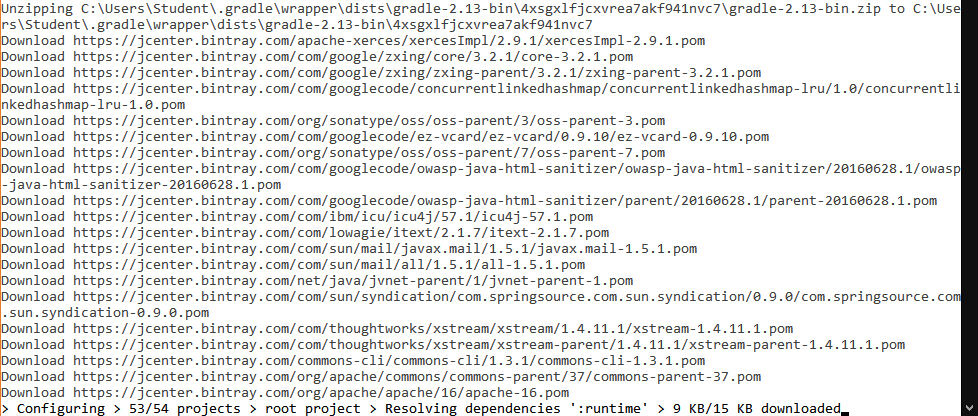 Unzipping C:\Users\Student\.gradle\wrapper\dists\gradle-2.13-bin\4xsgxlfjcxvrea7akf941nvc7\gradle-2.13-bin.zip to C:\Use
rs\Student\.gradle\wrapper\dists\gradle-2.13-bin\4xsgxlfjcxvrea7akf941nvc7
Download https://jcenter.bintray.com/apache-xerces/xercesImpl/2.9.1/xercesImpl-2.9.1.pom
Download https://jcenter.bintray.com/com/google/zxing/core/3.2.1/core-3.2.1.pom
Download https://jcenter.bintray.com/com/google/zxing/zxing-parent/3.2.1/zxing-parent-3.2.1.pom
Download https://jcenter.bintray.com/com/googlecode/concurrentlinkedhashmap/concurrentlinkedhashmap-lru/1.0/concurrentli
nkedhashmap-lru-1.0.pom
Download https://jcenter.bintray.com/org/sonatype/oss/oss-parent/3/oss-parent-3.pom
Download https://jcenter.bintray.com/com/googlecode/ez-vcard/ez-vcard/0.9.10/ez-vcard-0.9.10.pom
Download https://jcenter.bintray.com/org/sonatype/oss/oss-parent/7/oss-parent-7.pom
Download https://jcenter.bintray.com/com/googlecode/owasp-java-html-sanitizer/owasp-java-html-sanitizer/20160628.1/owasp
-java-html-sanitizer-20160628.1.pom
Download https://jcenter.bintray.com/com/googlecode/owasp-java-html-sanitizer/parent/20160628.1/parent-20160628.1.pom
Download https://jcenter.bintray.com/com/ibm/icu/icu4j/57.1/icu4j-57.1.pom
Download https://jcenter.bintray.com/com/lowagie/itext/2.1.7/itext-2.1.7.pom
Download https://jcenter.bintray.com/com/sun/mail/javax.mail/1.5.1/javax.mail-1.5.1.pom
Download https://jcenter.bintray.com/com/sun/mail/all/1.5.1/all-1.5.1.pom
Download https://jcenter.bintray.com/net/java/jvnet-parent/1/jvnet-parent-1.pom
Download https://jcenter.bintray.com/com/sun/syndication/com.springsource.com.sun.syndication/0.9.0/com.springsource.com
.sun.syndication-0.9.0.pom
Download https://jcenter.bintray.com/com/thoughtworks/xstream/xstream/1.4.11.1/xstream-1.4.11.1.pom
Download https://jcenter.bintray.com/com/thoughtworks/xstream/xstream-parent/1.4.11.1/xstream-parent-1.4.11.1.pom
Download https://jcenter.bintray.com/commons-cli/commons-cli/1.3.1/commons-cli-1.3.1.pom
Download https://jcenter.bintray.com/org/apache/commons/commons-parent/37/commons-parent-37.pom
Download https://jcenter.bintray.com/org/apache/apache/16/apache-16.pom
> Configuring > 53/54 projects > root project > Resolving dependencies ':runtime' > 9 KB/15 KB downloaded